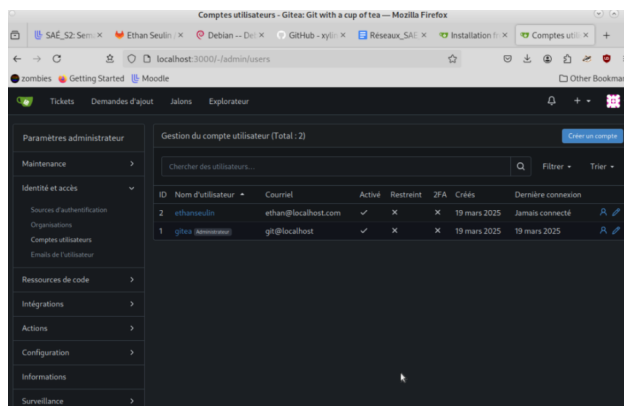 Comptes utilisateurs - Gitea: Git with a cup of tea — Mozilla Firefox
SAÉ_S2: Sem Ethan Seulin Debian -- De GitHub - xylin Réseaux_SAÉ Installation fr Comptes utili
localhost:3000/-/admin/users
zombies Getting Started Moodle Other Bookmar
Tickets Demandes d'ajout Jalons Explorateur
Paramètres administrateur
Maintenance
Identité et accès
Sources d'authentification
Organisations
Comptes utilisateurs
Emails de l'utilisateur
Ressources de code
Intégrations
Actions
Configuration
Informations
Surveillance
Gestion du compte utilisateur (Total : 2) Créer un compte
Chercher des utilisateurs... Filtrer Trier
ID Nom d'utilisateur Courriel Activé Restreint 2FA Créés Dernière connexion
2 ethanseulin ethan@localhost.com 19 mars 2025 Jamais connecté
1 gitea Administrateur git@localhost 19 mars 2025 19 mars 2025